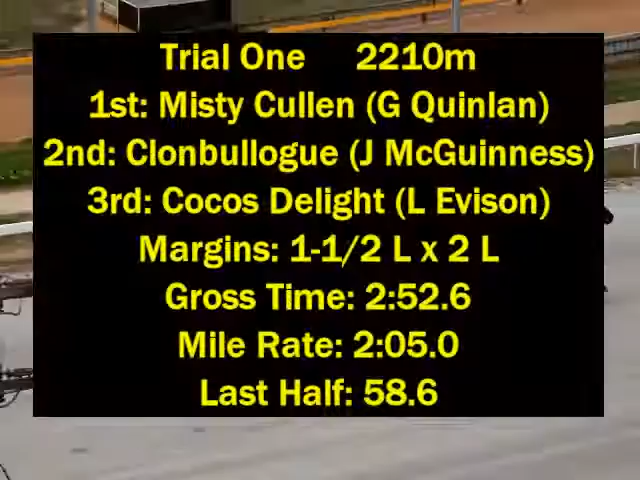 Trial One 2210m
1st: Misty Cullen (G Quinlan)
2nd: Clonbullogue (J McGuinness)
3rd: Cocos Delight (L Evison)
Margins: 1-1/2 L x 2 L
Gross Time: 2:52.6
Mile Rate: 2:05.0
Last Half: 58.6